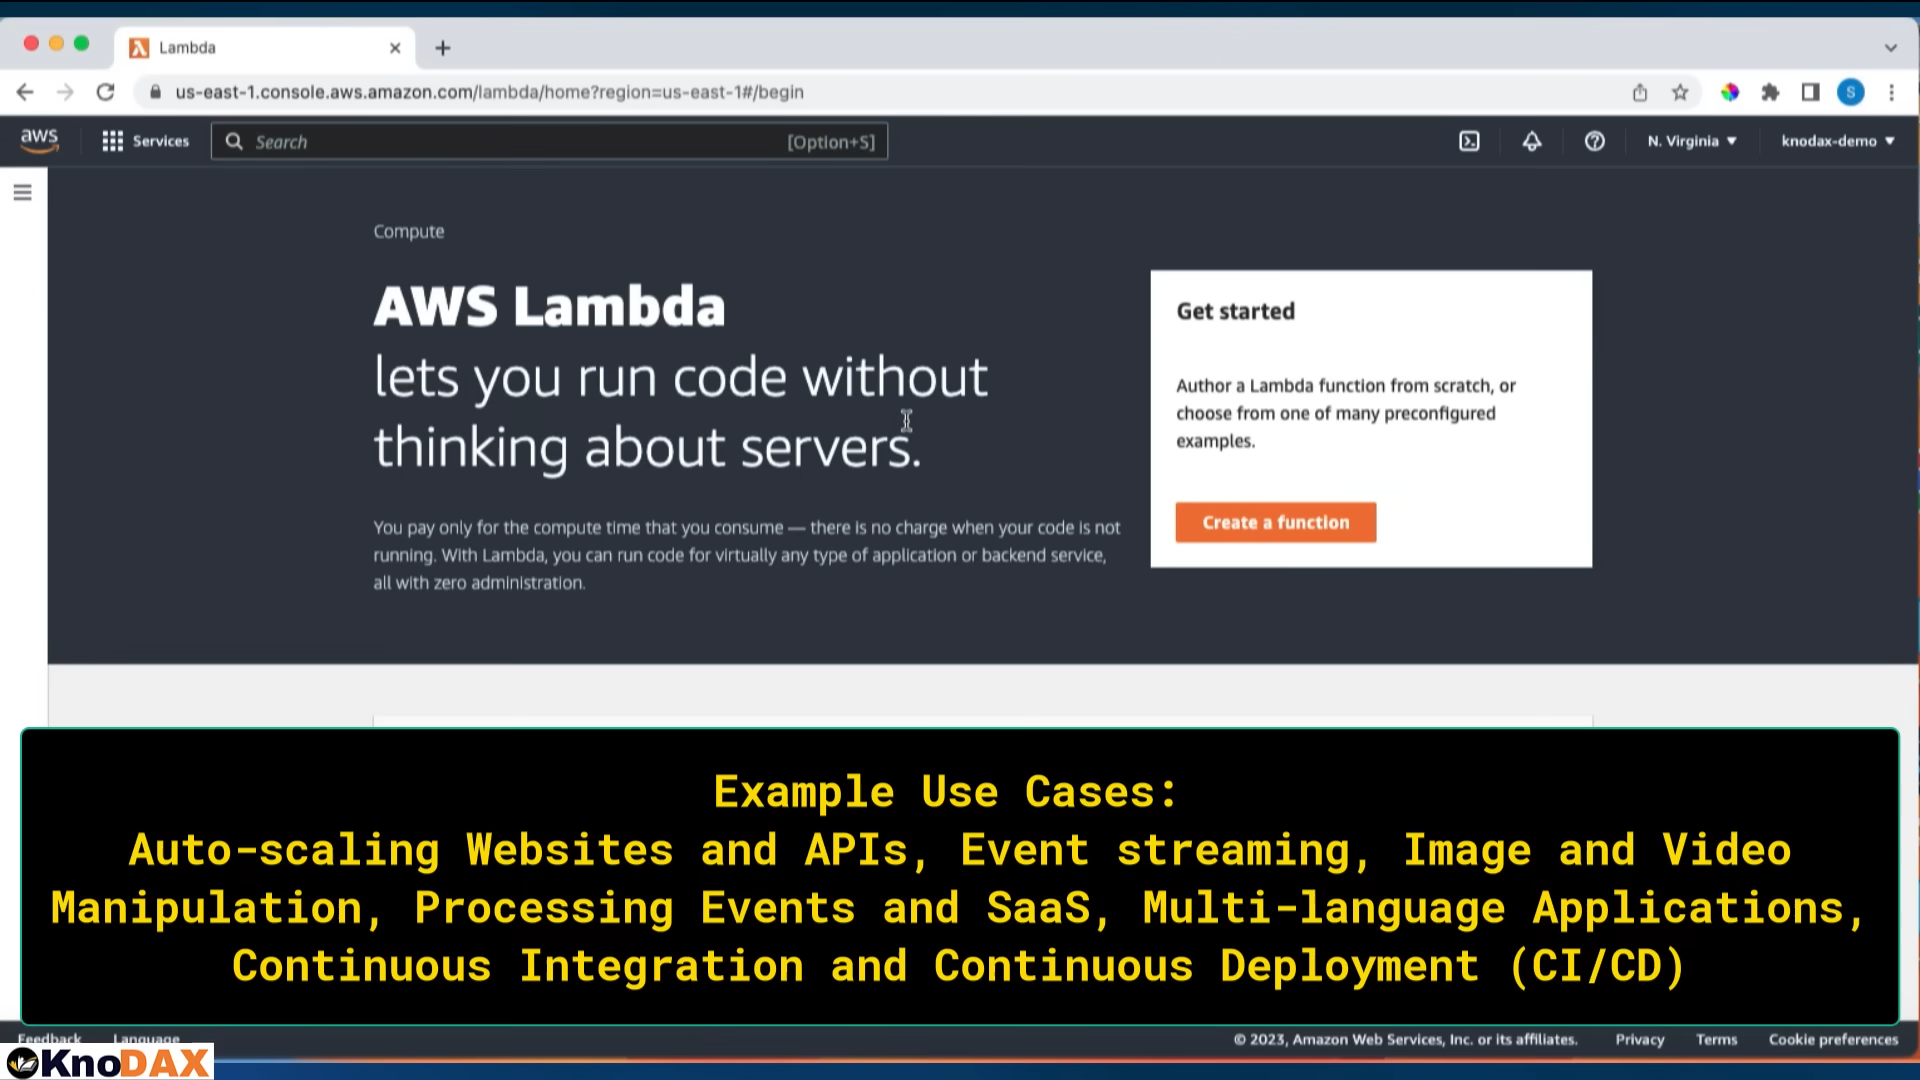 Lambda
us-east-1.console.aws.amazon.com/lambda/home?region=us-east-1#/begin
S
aws
Services
Search
[Option+S]
N. Virginia
knodax-demo
Compute
AWS Lambda
lets you run code without
thinking about servers.
You pay only for the compute time that you consume — there is no charge when your code is not
running. With Lambda, you can run code for virtually any type of application or backend service,
all with zero administration.
Get started
Author a Lambda function from scratch, or
choose from one of many preconfigured
examples.
Create a function
Example Use Cases:
Auto-scaling Websites and APIs, Event streaming, Image and Video
Manipulation, Processing Events and SaaS, Multi-language Applications,
Continuous Integration and Continuous Deployment (CI/CD)
Feedback
Language
© 2023, Amazon Web Services, Inc. or its affiliates.
Privacy
Terms
Cookie preferences
KnoDAX